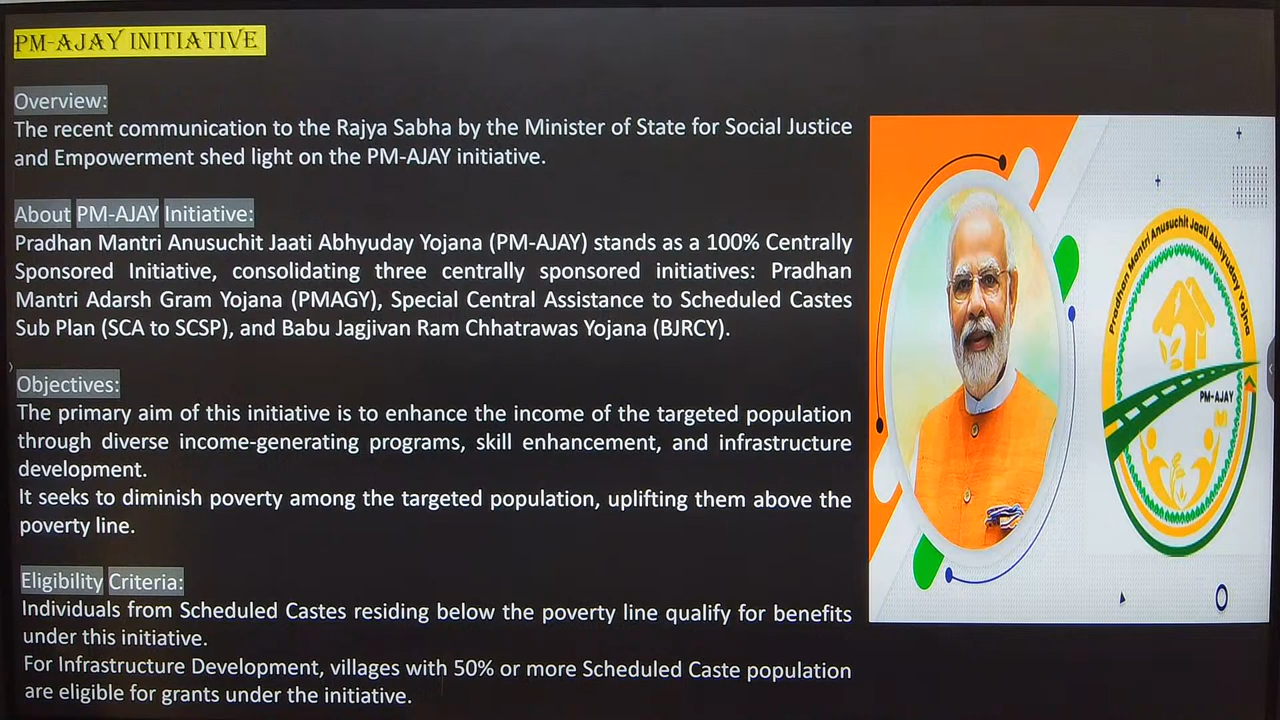 PM-AJAY INITIATIVE
Overview:
The recent communication to the Rajya Sabha by the Minister of State for Social Justice
and Empowerment shed light on the PM-AJAY initiative.
About PM-AJAY Initiative:
Pradhan Mantri Anusuchit Jaati Abhyuday Yojana (PM-AJAY) stands as a 100% Centrally
Sponsored Initiative, consolidating three centrally sponsored initiatives: Pradhan
Mantri Adarsh Gram Yojana (PMAGY), Special Central Assistance to Scheduled Castes
Sub Plan (SCA to SCSP), and Babu Jagjivan Ram Chhatrawas Yojana (BJRCY).
Objectives:
The primary aim of this initiative is to enhance the income of the targeted population
through diverse income-generating programs, skill enhancement, and infrastructure
development.
It seeks to diminish poverty among the targeted population, uplifting them above the
poverty line.
Eligibility Criteria:
Individuals from Scheduled Castes residing below the poverty line qualify for benefits
under this initiative.
For Infrastructure Development, villages with 50% or more Scheduled Caste population
are eligible for grants under the initiative.
Pradhan Mantri Anusuchit Jaati Abhyuday Yojna
PM-AJAY